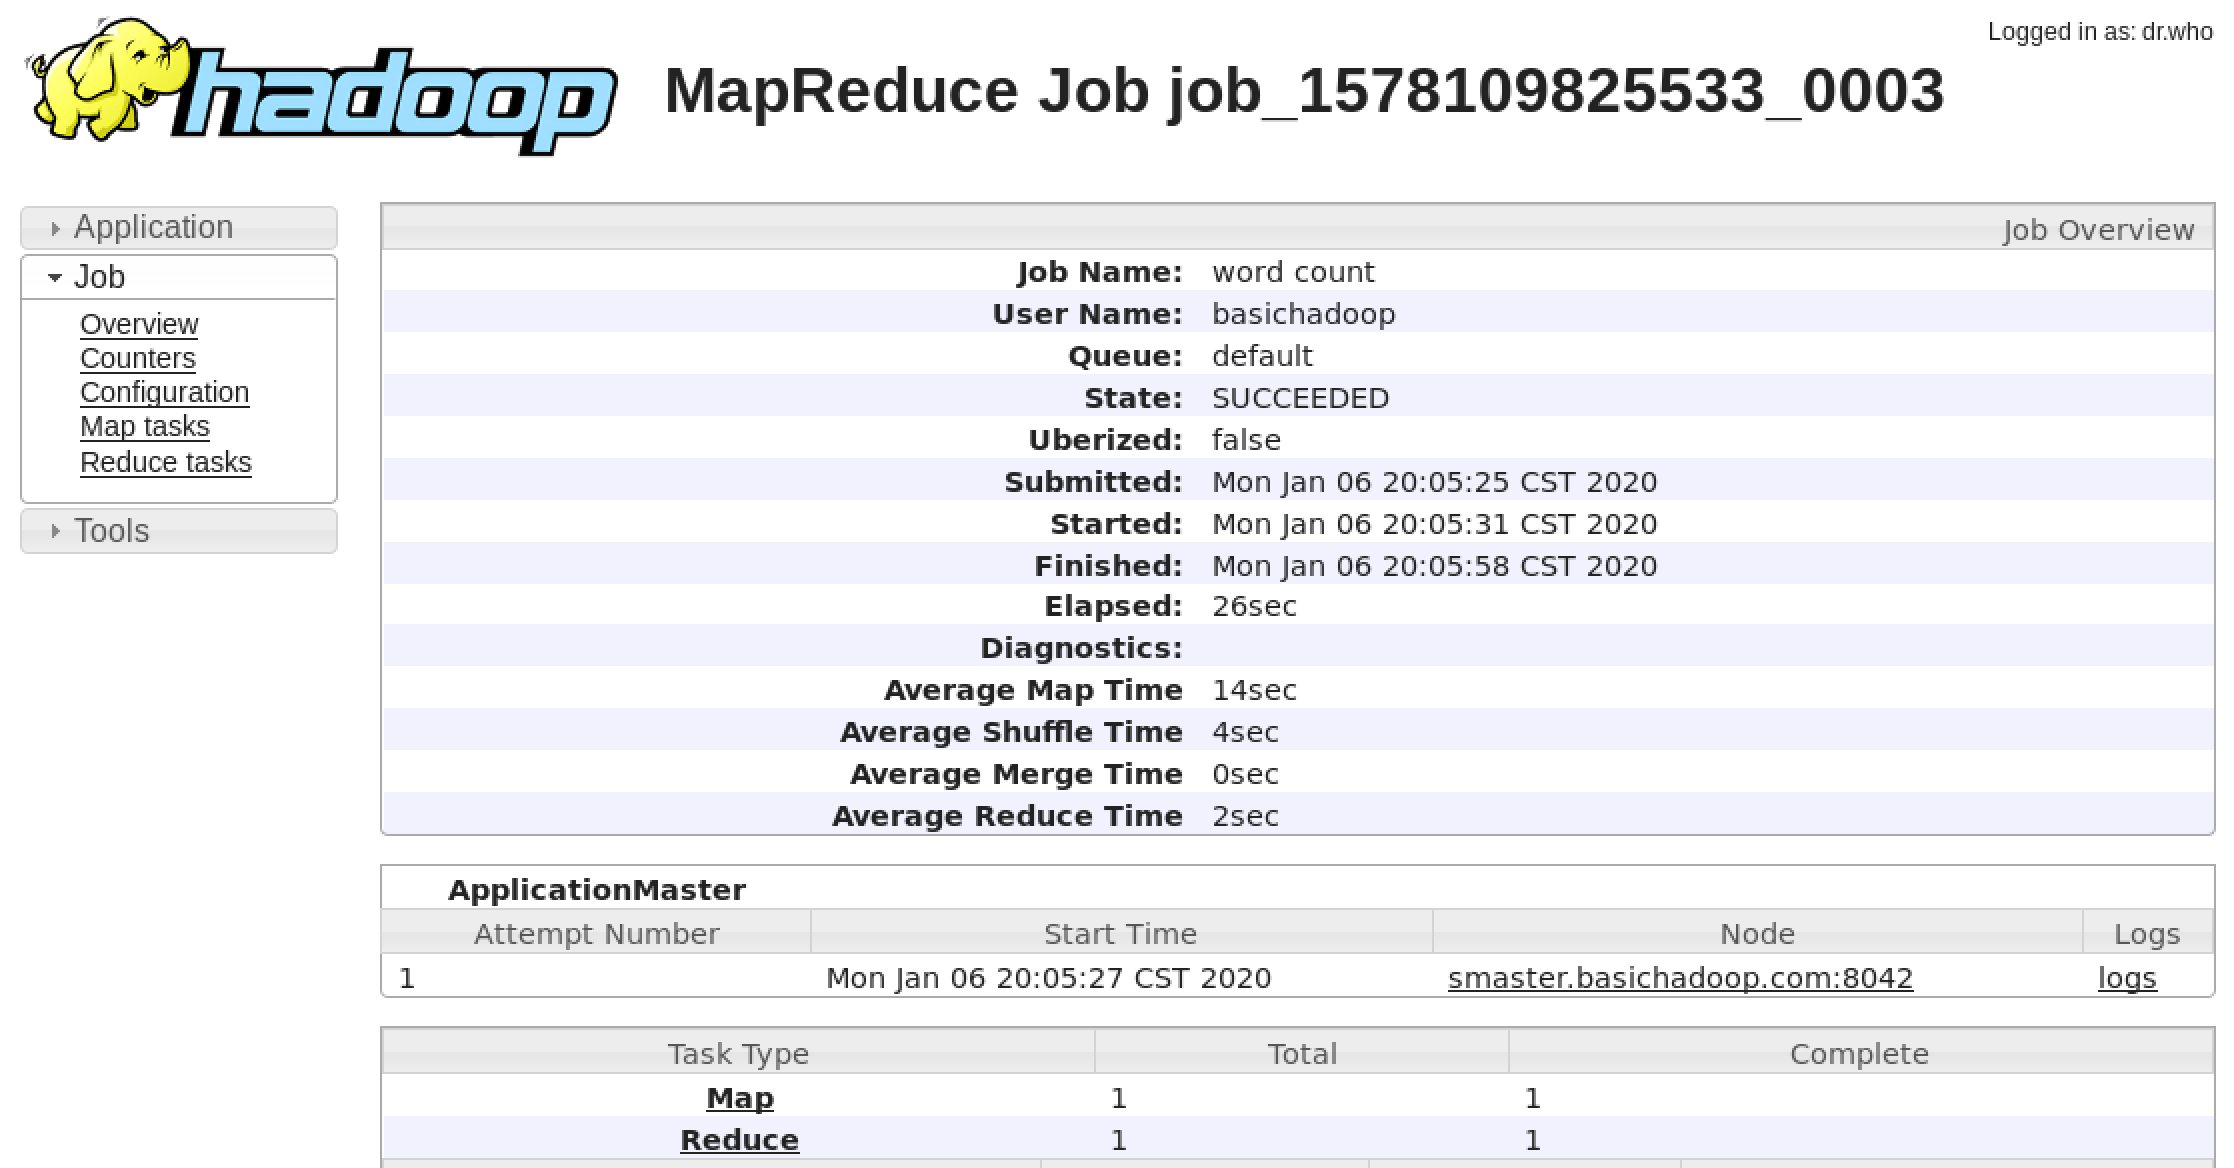 Logged in as: dr.who
hadoop
MapReduce Job job_1578109825533_0003
Application
Job
Overview
Counters
Configuration
Map tasks
Reduce tasks
Tools
Job Overview
Job Name: word count
User Name: basichadoop
Queue: default
State: SUCCEEDED
Uberized: false
Submitted: Mon Jan 06 20:05:25 CST 2020
Started: Mon Jan 06 20:05:31 CST 2020
Finished: Mon Jan 06 20:05:58 CST 2020
Elapsed: 26sec
Diagnostics:
Average Map Time 14sec
Average Shuffle Time 4sec
Average Merge Time 0sec
Average Reduce Time 2sec
ApplicationMaster
Attempt Number Start Time Node Logs
1 Mon Jan 06 20:05:27 CST 2020 smaster.basichadoop.com:8042 logs
Task Type Total Complete
Map 1 1
Reduce 1 1